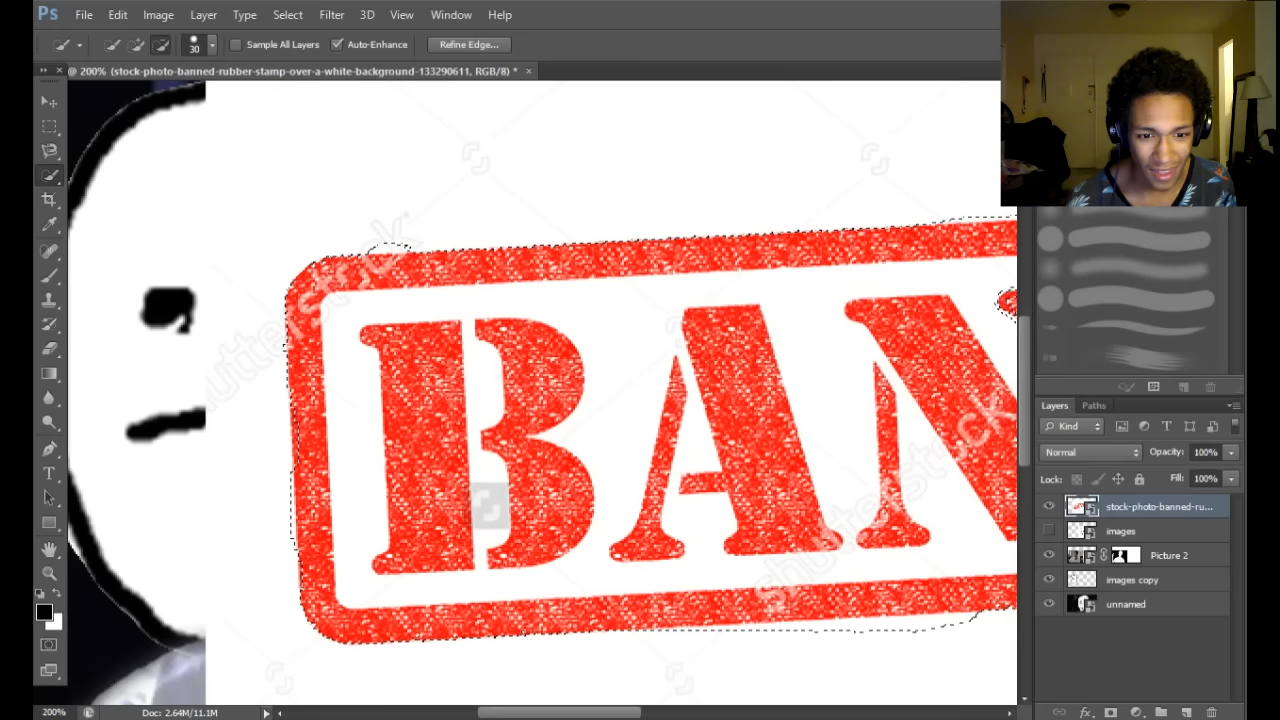 Ps File Edit Image Layer Type Select Filter 3D View Window Help
30 Sample All Layers Auto-Enhance Refine Edge...
@ 200% (stock-photo-banned-rubber-stamp-over-a-white-background-133290611, RGB/8) * ×
shutterstock
BAN
shutterstock
Layers Paths
Kind
Normal Opacity: 100%
Lock: Fill: 100%
stock-photo-banned-ru...
images
Picture 2
images copy
unnamed
200% Doc: 2.64M/11.1M